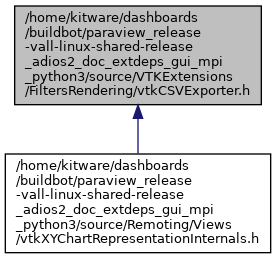 /home/kitware/dashboards
/buildbot/paraview_release
-vall-linux-shared-release
_adios2_doc_extdeps_gui_mpi
_python3/source/VTKExtensions
/FiltersRendering/vtkCSVExporter.h
/home/kitware/dashboards
/buildbot/paraview_release
-vall-linux-shared-release
_adios2_doc_extdeps_gui_mpi
_python3/source/Remoting/Views
/vtkXYChartRepresentationInternals.h